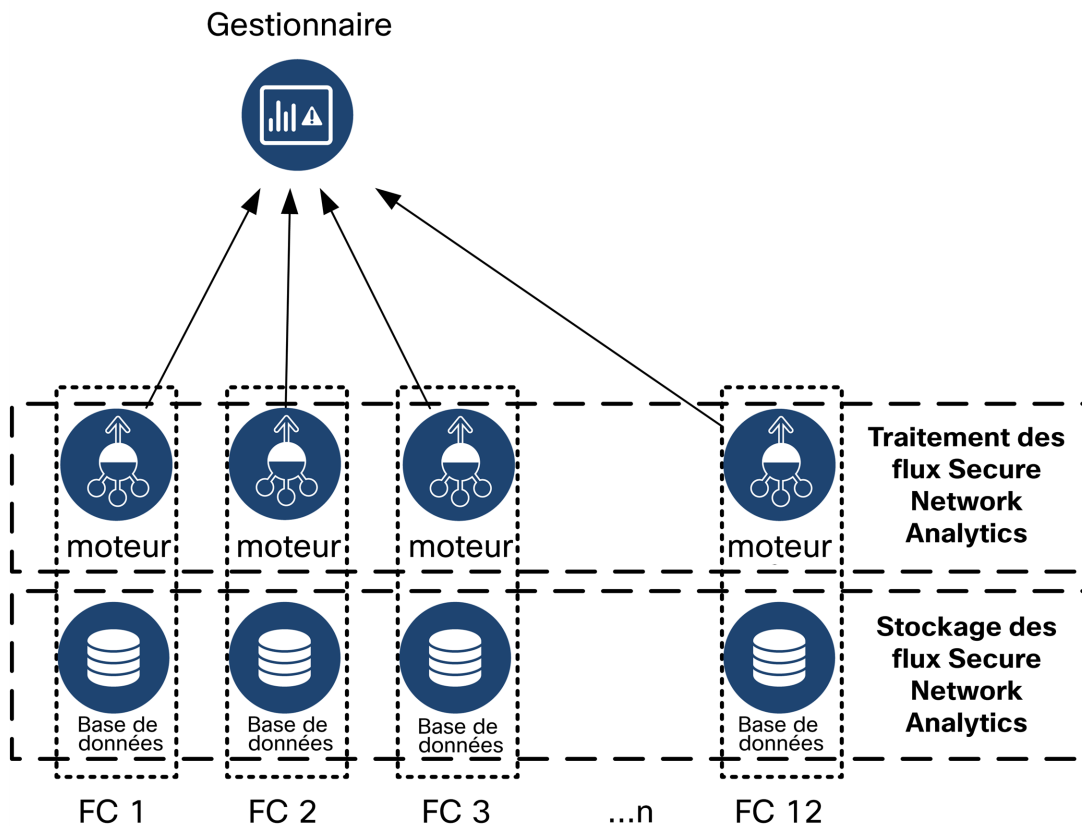 Gestionnaire
moteur
moteur
moteur
moteur
Traitement des
flux Secure
Network
Analytics
Base de
données
Base de
données
Base de
données
Base de
données
Stockage des
flux Secure
Network
Analytics
FC 1
FC 2
FC 3
...n
FC 12